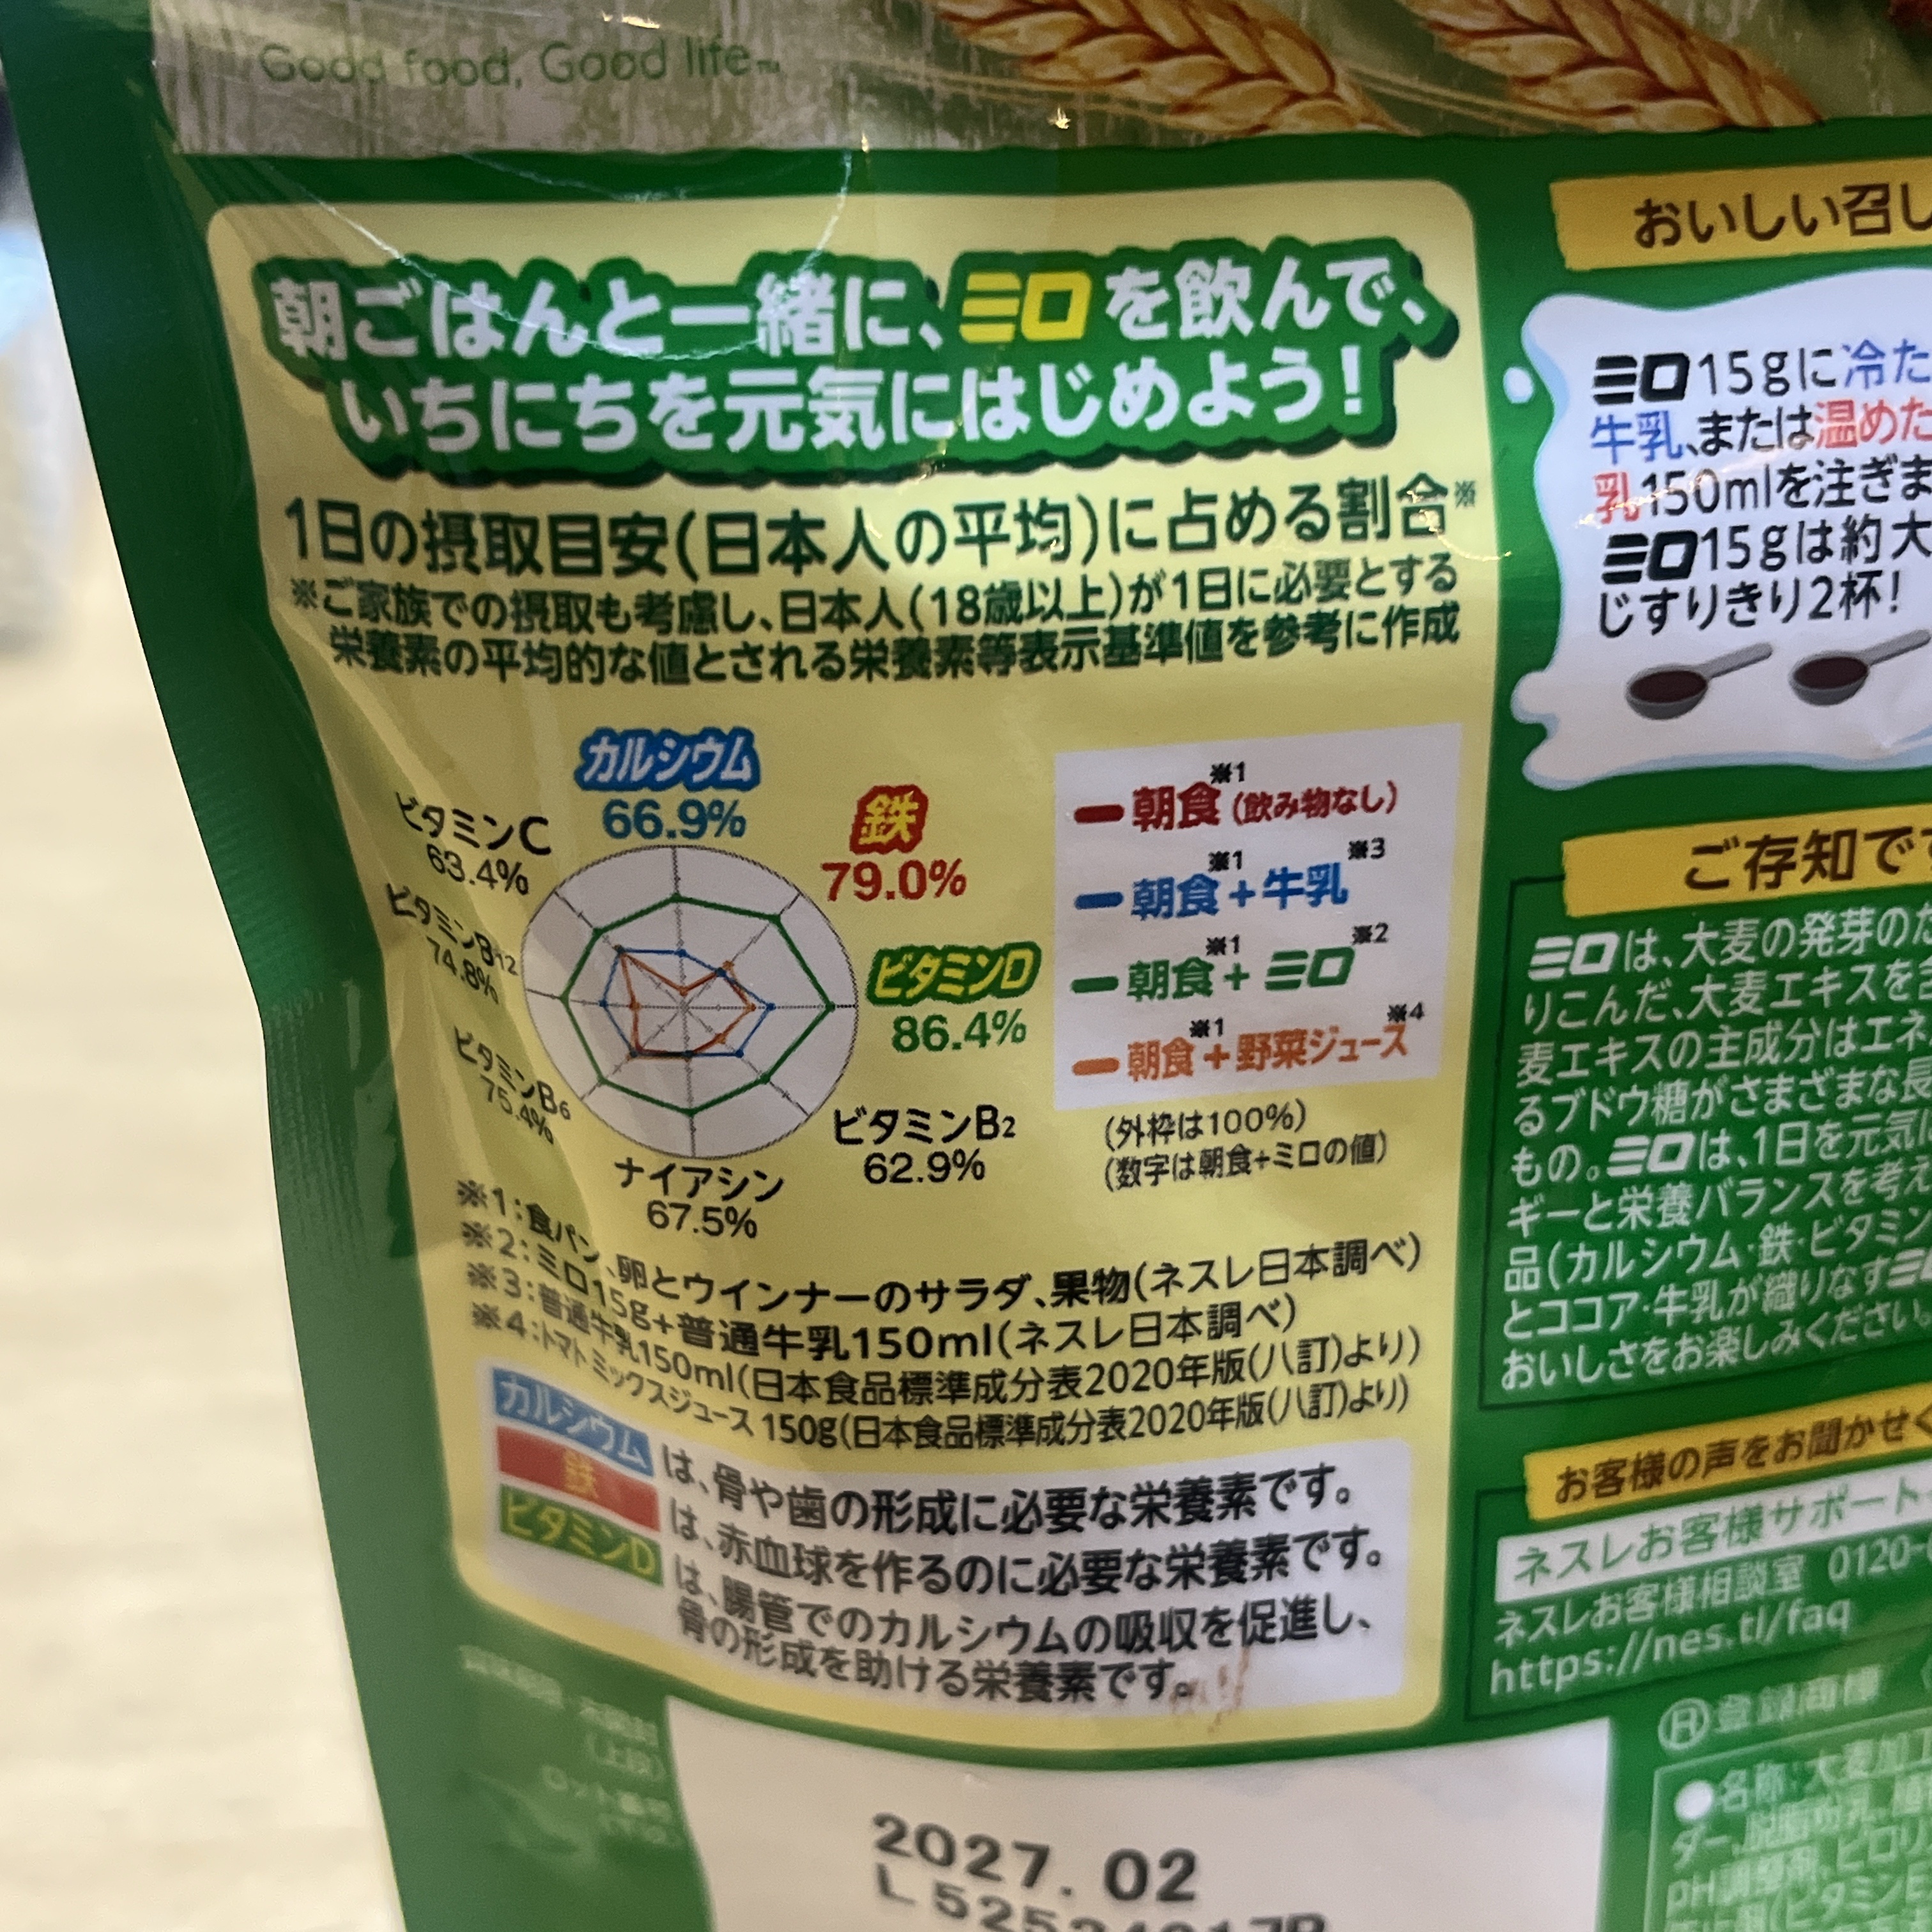 Good food, Good life™
朝ごはんと一緒に、ミロを飲んで、
いちにちを元気にはじめよう!
1日の摂取目安(日本人の平均)に占める割合※
※ご家族での摂取も考慮し、日本人(18歳以上)が1日に必要とする
栄養素の平均的な値とされる栄養素等表示基準値を参考に作成
カルシウム
66.9%
鉄
79.0%
ビタミンD
86.4%
ビタミンB2
62.9%
ナイアシン
67.5%
ビタミンB6
75.4%
ビタミンB12
74.8%
ビタミンC
63.4%
朝食※1(飲み物なし)
朝食※1+牛乳※3
朝食※1+ミロ※2
朝食※1+野菜ジュース※4
(外枠は100%)
(数字は朝食+ミロの値)
※1:食パン、卵とウインナーのサラダ、果物(ネスレ日本調べ)
※2:ミロ15g+普通牛乳150ml(ネスレ日本調べ)
※3:普通牛乳150ml(日本食品標準成分表2020年版(八訂)より)
※4:トマトミックスジュース 150g(日本食品標準成分表2020年版(八訂)より)
カルシウム は、骨や歯の形成に必要な栄養素です。
鉄 は、赤血球を作るのに必要な栄養素です。
ビタミンD は、腸管でのカルシウムの吸収を促進し、
骨の形成を助ける栄養素です。
(上段)
2027.02
おいしい召し
ミロ15gに冷た
牛乳、または温めた
乳150mlを注ぎま
ミロ15gは約大
じすりきり2杯!
ご存知で
ミロは、大麦の発芽のた
りこんだ、大麦エキスを含
麦エキスの主成分はエネ
るブドウ糖がさまざまな長
もの。ミロは、1日を元気に
ギーと栄養バランスを考え
品(カルシウム・鉄・ビタミン
とココア・牛乳が織りなすミロ
おいしさをお楽しみください
お客様の声をお聞かせく
ネスレお客様サポート
ネスレお客様相談室 0120-
https://nes.tl/faq
Ⓗ登録商標
●名称:大麦加工